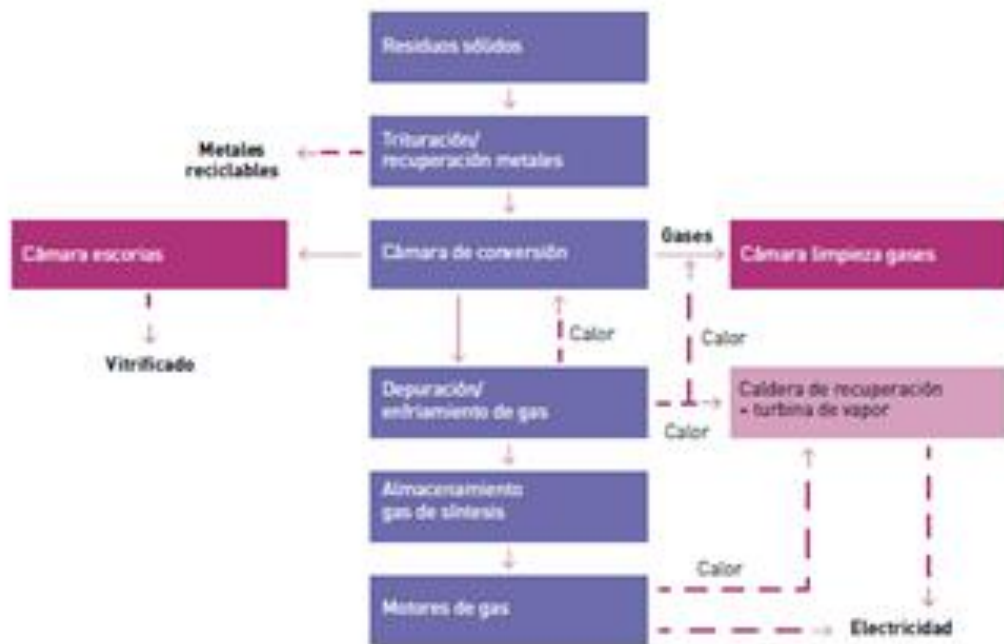 Residuos sólidos
Trituración/
recuperación metales
Metales
reciclables
Cámara escorias
Cámara de conversión
Gases
Cámara limpieza gases
Calor
Calor
Vitrificado
Depuración/
enfriamiento de gas
Calor
Caldera de recuperación
+ turbina de vapor
Almacenamiento
gas de síntesis
Calor
Motores de gas
Electricidad